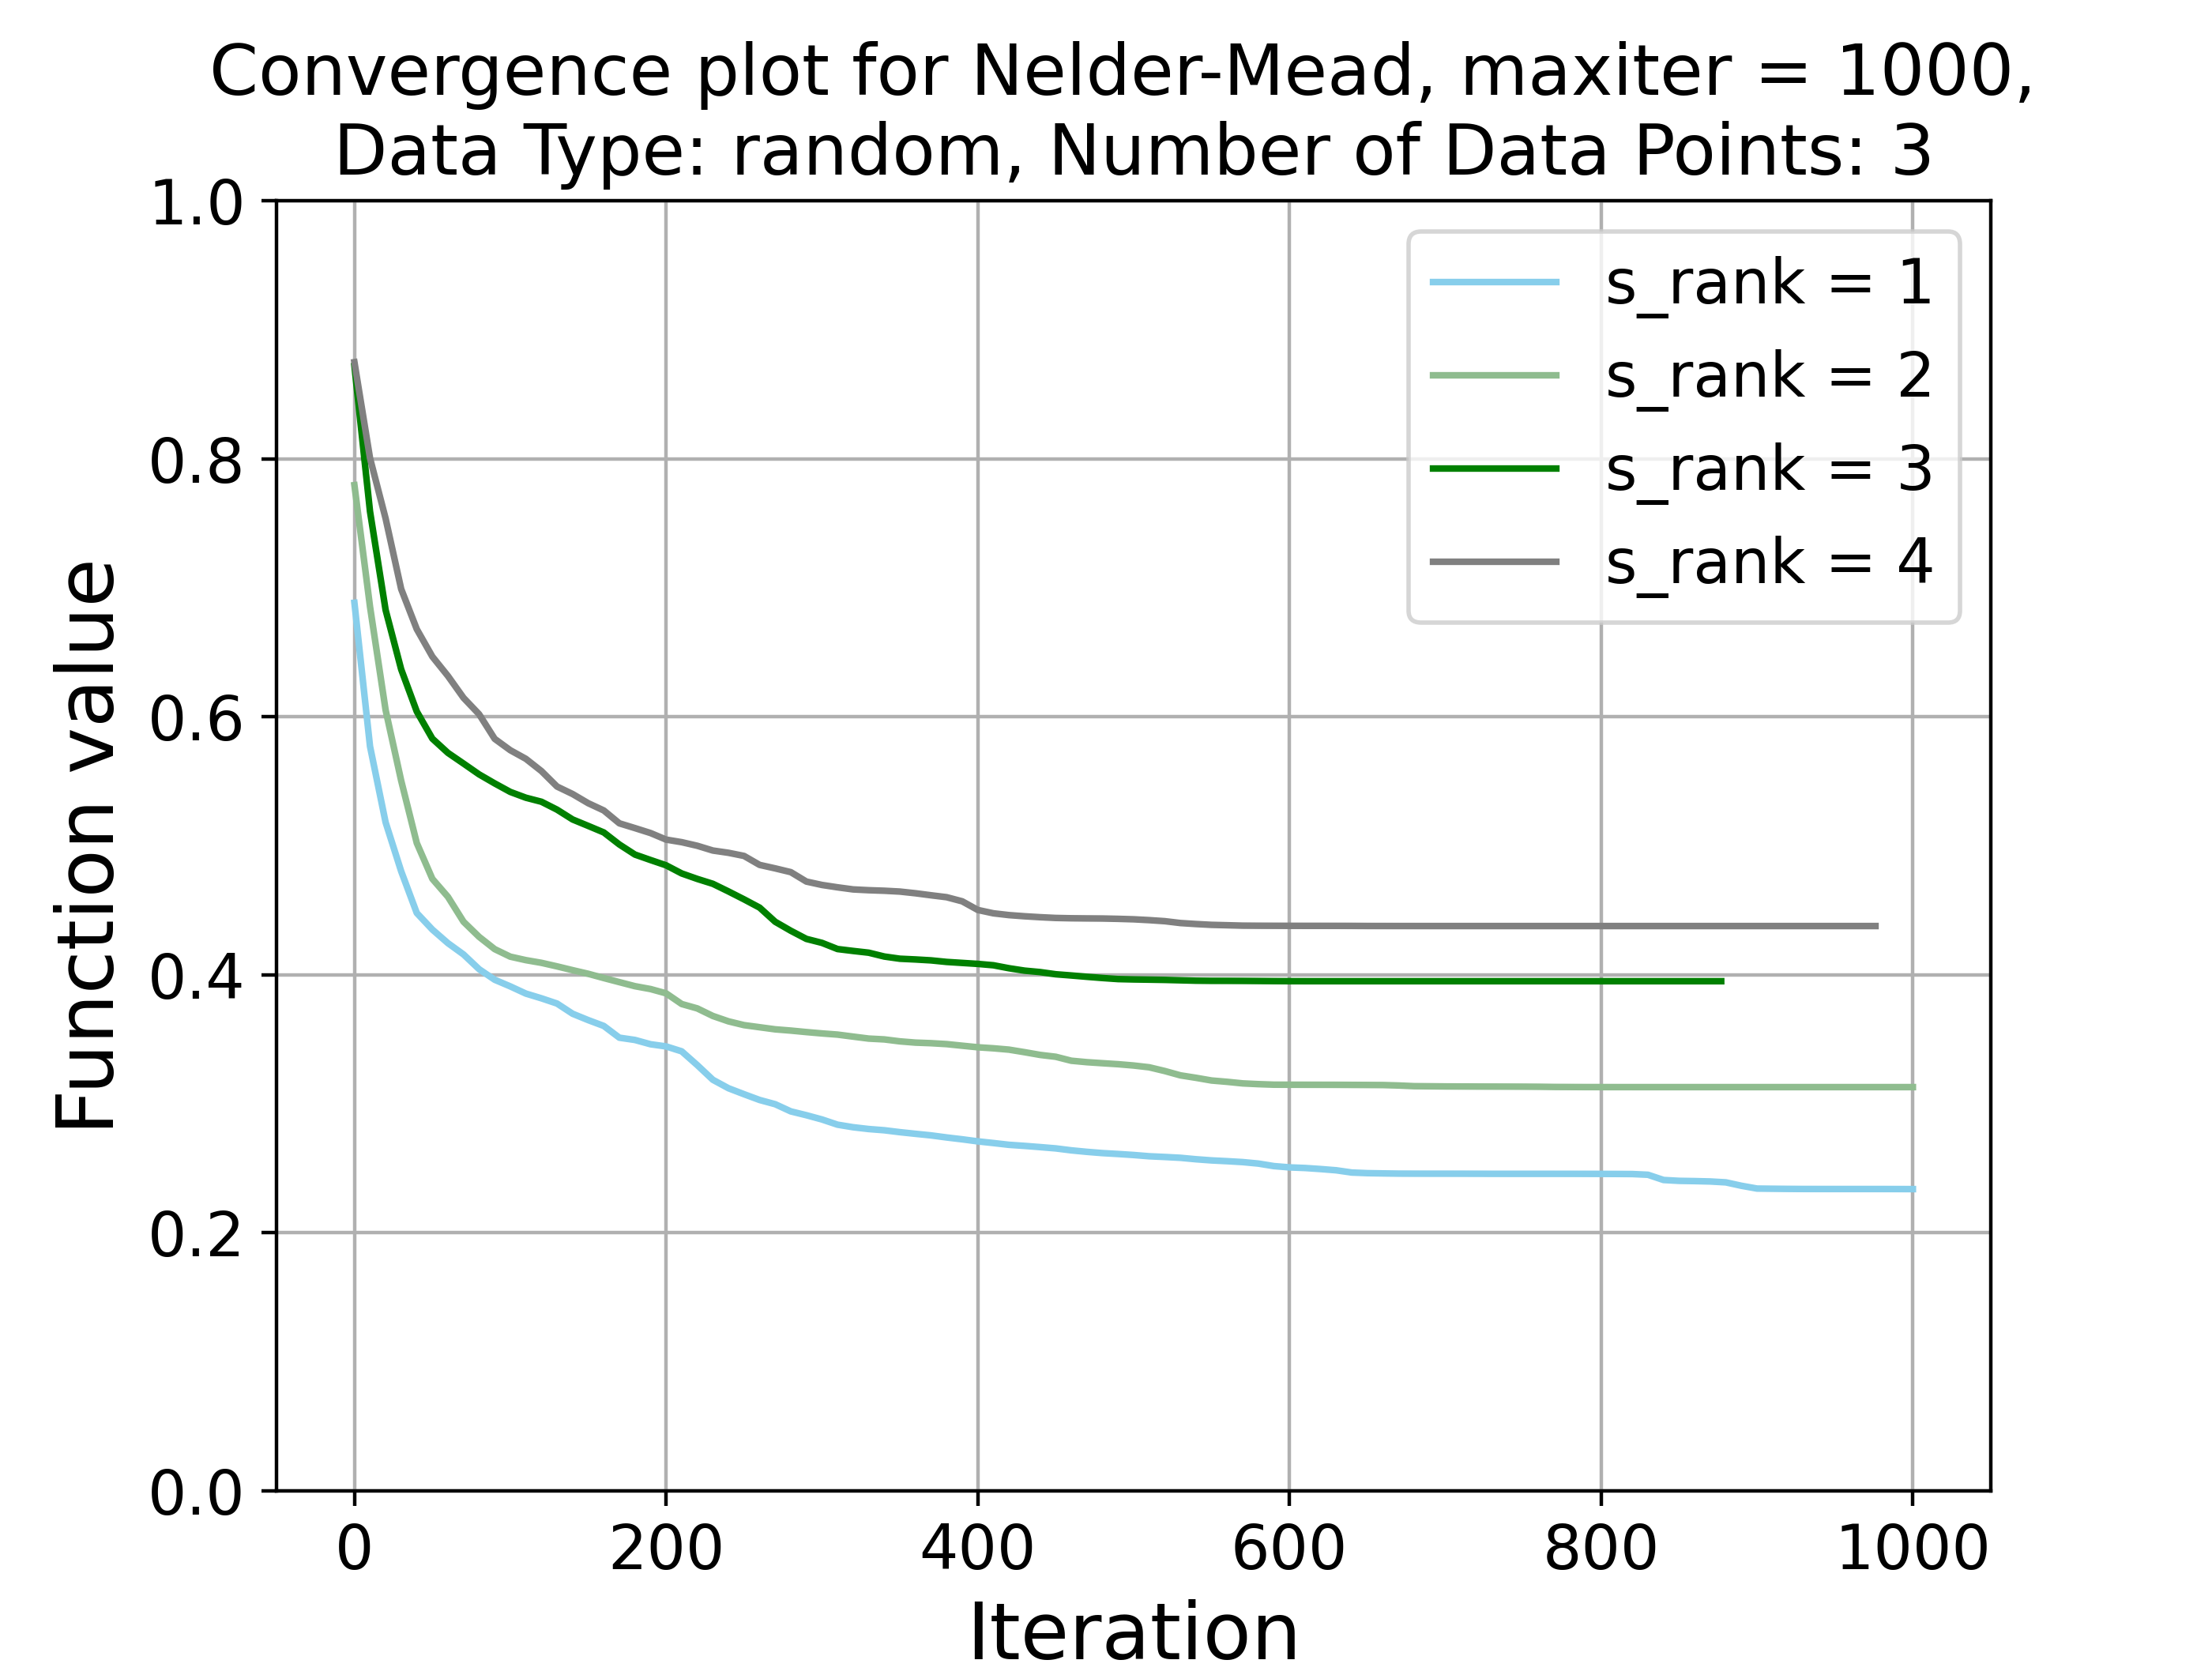 Convergence plot for Nelder-Mead, maxiter = 1000,
Data Type: random, Number of Data Points: 3
1.0
0.8
0.6
0.4
0.2
0.0
Function value
s_rank = 1
s_rank = 2
s_rank = 3
s_rank = 4
0 200 400 600 800 1000
Iteration